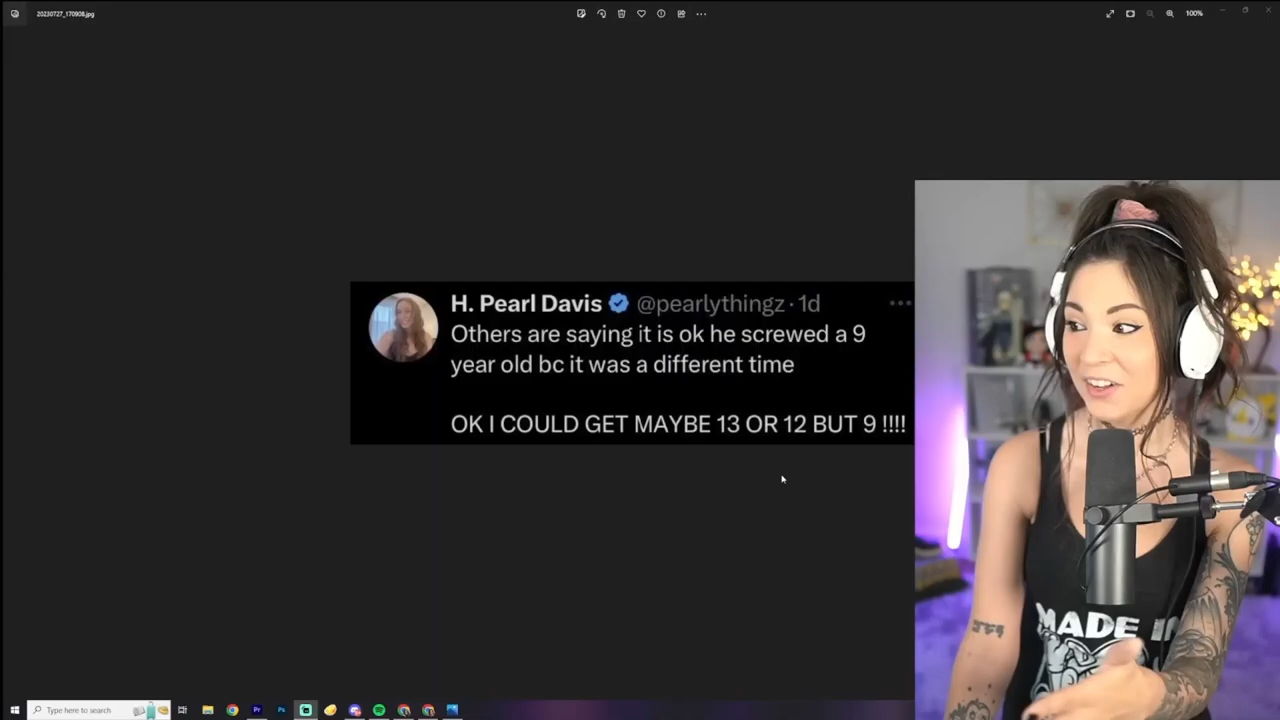 20230727_170908.jpg
100%
H. Pearl Davis @pearlythingz · 1d
Others are saying it is ok he screwed a 9
year old bc it was a different time
OK I COULD GET MAYBE 13 OR 12 BUT 9 !!!!
MADE IN
Type here to search